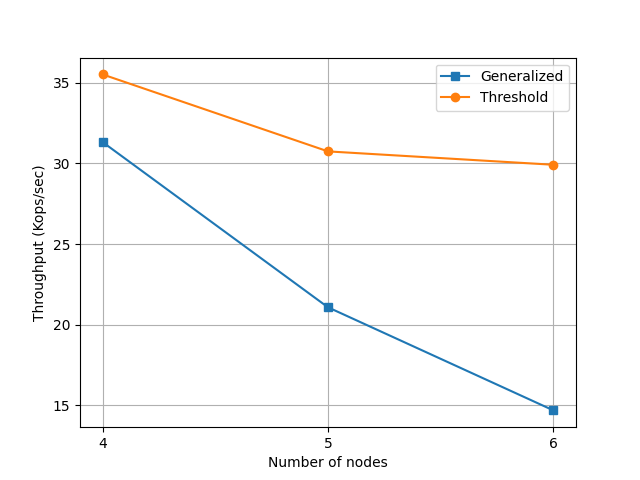 Generalized
Threshold
35
30
25
20
15
Throughput (Kops/sec)
4
5
6
Number of nodes